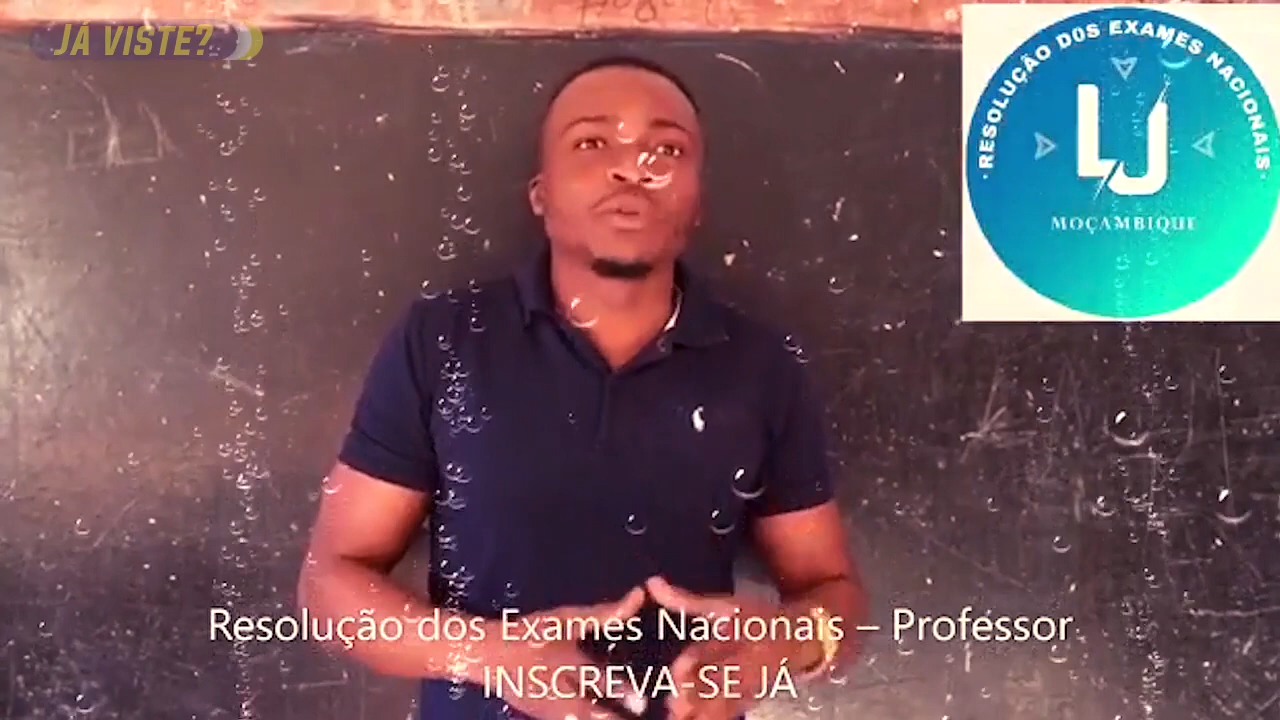 JÁ VISTE?
· RESOLUÇÃO DOS EXAMES NACIONAIS ·
LJ
MOÇAMBIQUE
Resolução dos Exames Nacionais – Professor
INSCREVA-SE JÁ